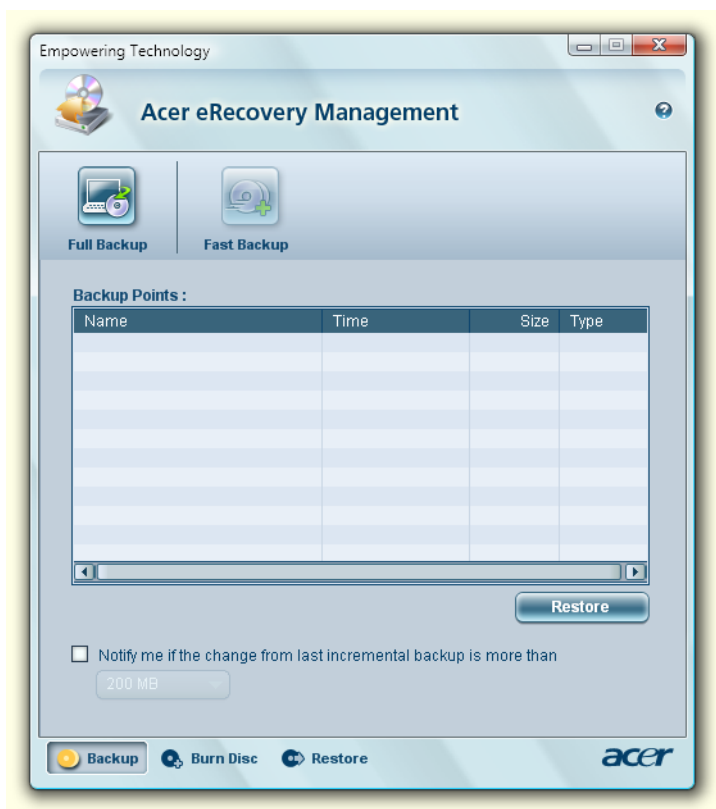 Empowering Technology
Acer eRecovery Management
Full Backup Fast Backup
Backup Points :
Name Time Size Type
Restore
Notify me if the change from last incremental backup is more than
200 MB
Backup Burn Disc Restore acer